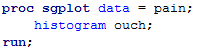 proc sgplot data = pain;
    histogram ouch;
run;